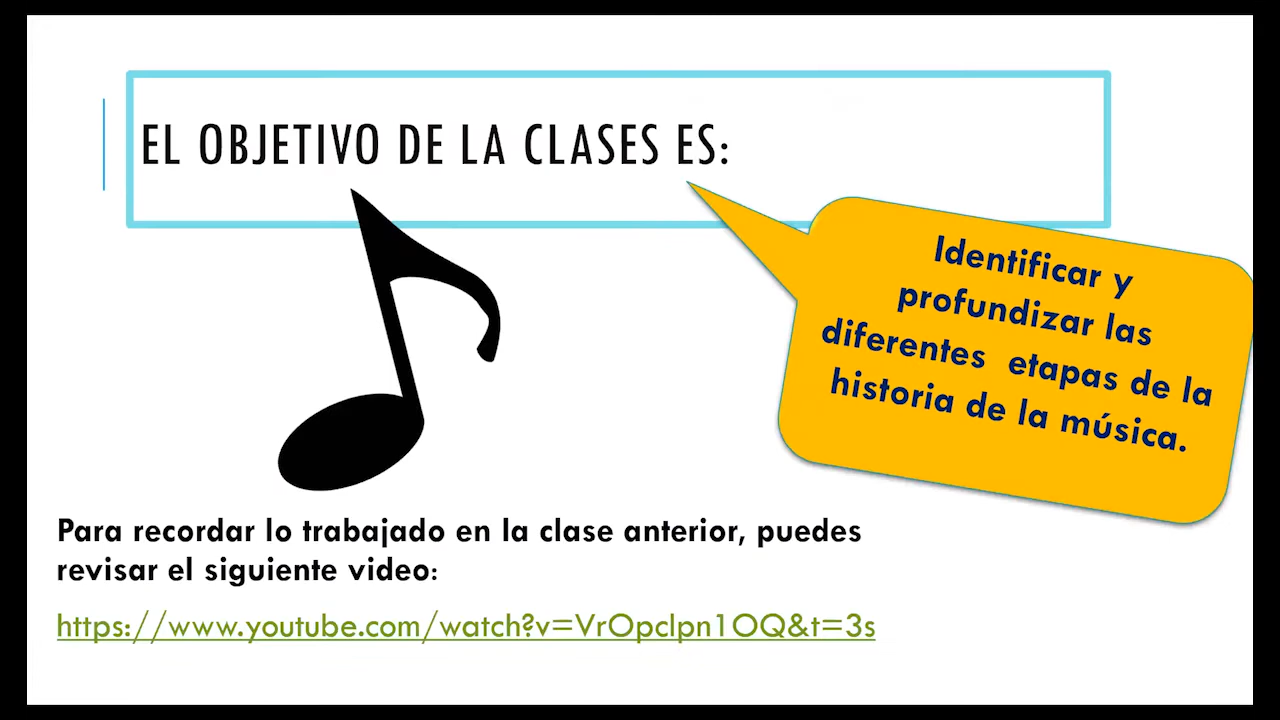 EL OBJETIVO DE LA CLASES ES:
Identificar y
profundizar las
diferentes etapas de la
historia de la música.
Para recordar lo trabajado en la clase anterior, puedes
revisar el siguiente video:
https://www.youtube.com/watch?v=VrOpclpn1OQ&t=3s